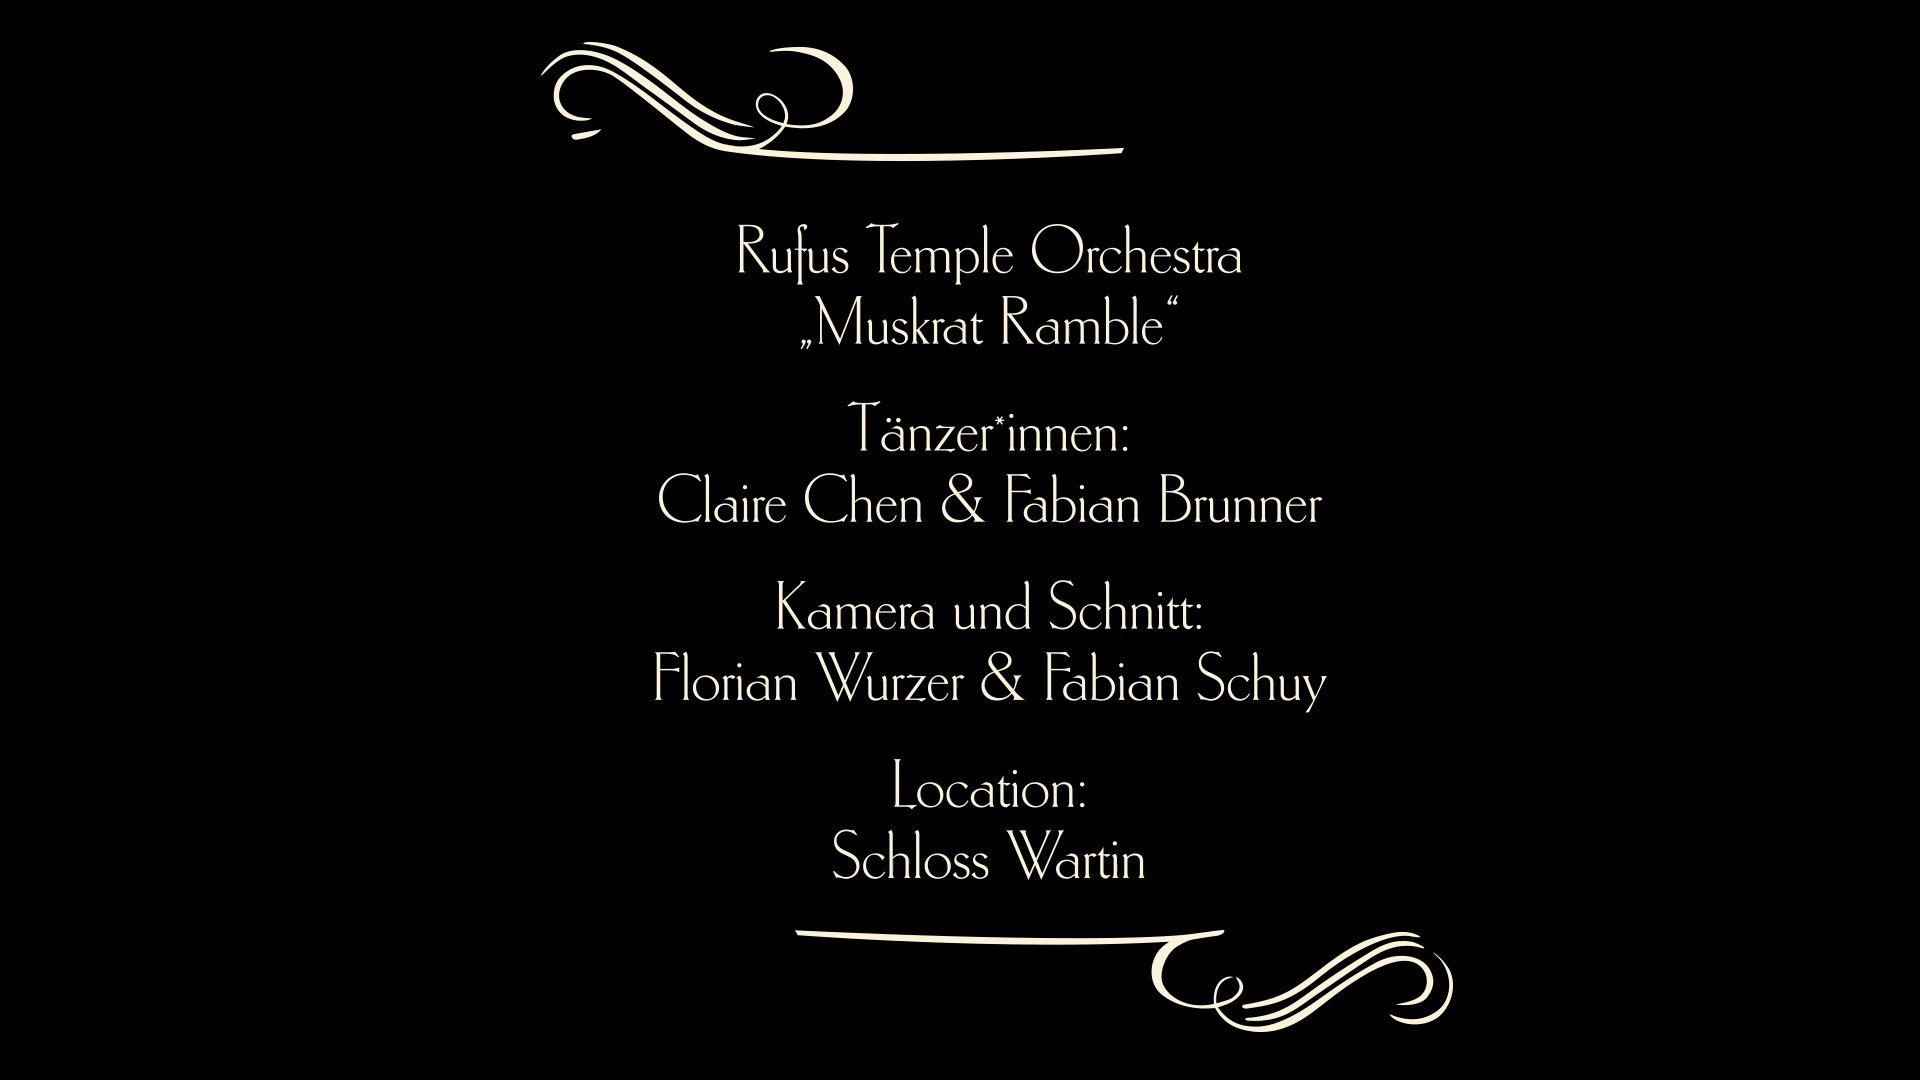 Rufus Temple Orchestra
„Muskrat Ramble“
Tänzer*innen:
Claire Chen & Fabian Brunner
Kamera und Schnitt:
Florian Wurzer & Fabian Schuy
Location:
Schloss Wartin